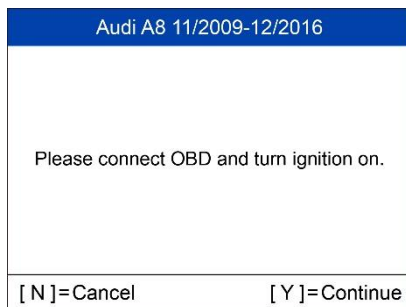 Audi A8 11/2009-12/2016
Please connect OBD and turn ignition on.
[ N ]=Cancel [ Y ]=Continue